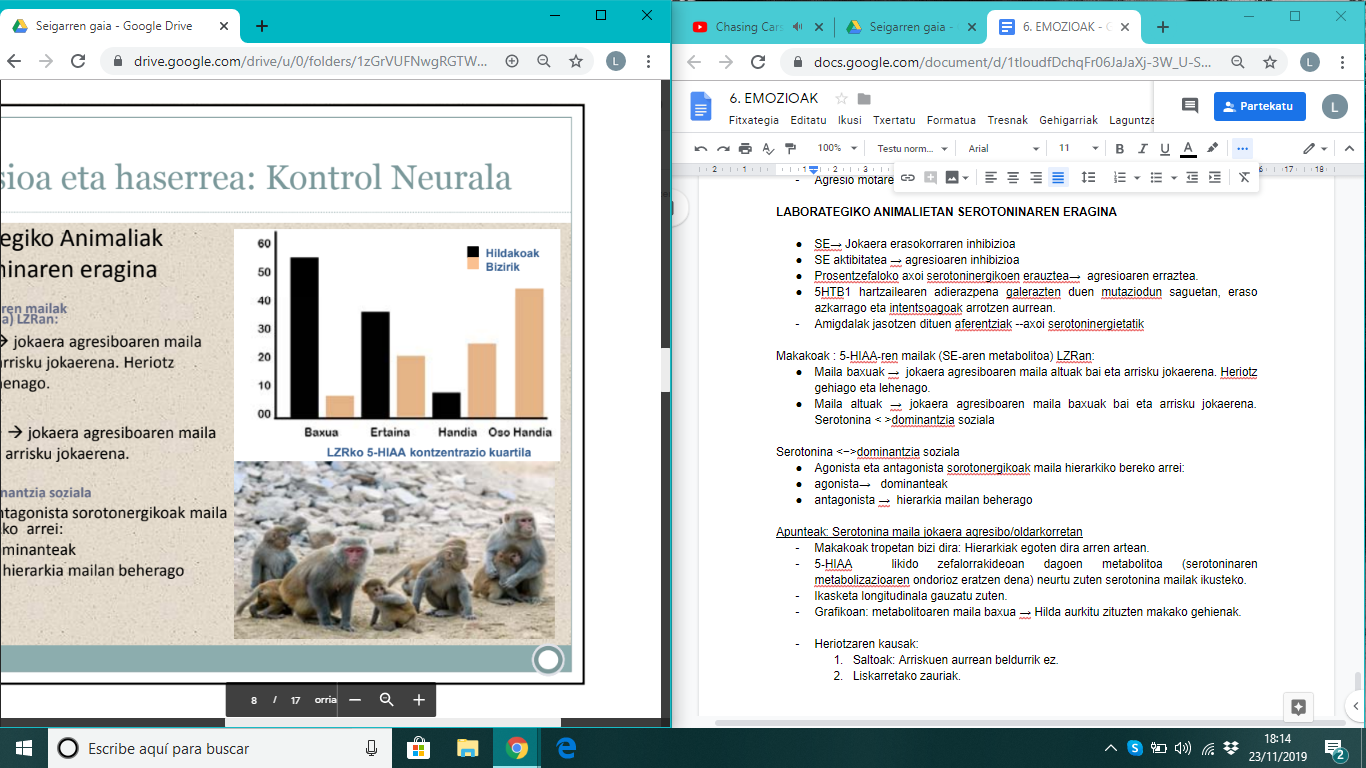 Seigarren gaia - Google Drive
drive.google.com/drive/u/0/folders/1zGrVUFNwgRGTW...
L
sioa eta haserrea: Kontrol Neurala
egiko Animaliak
ninaren eragina
ren mailak
a) LZRan:
→ jokaera agresiboaren maila
arrisku jokaerena. Heriotz
henago.
→ jokaera agresiboaren maila
arrisku jokaerena.
nantzia soziala
ntagonista sorotonergikoak maila
ko arrei:
minanteak
hierarkia mailan beherago
60
50
40
30
20
10
00
Hildakoak
Bizirik
Baxua Ertaina Handia Oso Handia
LZRko 5-HIAA kontzentrazio kuartila
8 / 17 orria
Chasing Cars
Seigarren gaia -
6. EMOZIOAK - G
docs.google.com/document/d/1tIoudfDchqFr06JaJaXj-3W_U-S...
L
6. EMOZIOAK
Fitxategia Editatu Ikusi Txertatu Formatua Tresnak Gehigarriak Laguntza
Partekatu
L
100% Testu norm... Arial 11 B I U A
2 1 1 2 16 17 18
- Agresio motare
LABORATEGIKO ANIMALIETAN SEROTONINAREN ERAGINA
● SE→ Jokaera erasokorraren inhibizioa
● SE aktibitatea → agresioaren inhibizioa
● Prosentzefaloko axoi serotoninergikoen erauztea→ agresioaren erraztea.
● 5HTB1 hartzailearen adierazpena galerazten duen mutaziodun saguetan, eraso
azkarrago eta intentsoagoak arrotzen aurrean.
- Amigdalak jasotzen dituen aferentziak --axoi serotoninergietatik
Makakoak : 5-HIAA-ren mailak (SE-aren metabolitoa) LZRan:
● Maila baxuak → jokaera agresiboaren maila altuak bai eta arrisku jokaerena. Heriotz
gehiago eta lehenago.
● Maila altuak → jokaera agresiboaren maila baxuak bai eta arrisku jokaerena.
Serotonina < >dominantzia soziala
Serotonina <−>dominantzia soziala
● Agonista eta antagonista sorotonergikoak maila hierarkiko bereko arrei:
● agonista→ dominanteak
● antagonista → hierarkia mailan beherago
Apunteak: Serotonina maila jokaera agresibo/oldarkorretan
- Makakoak tropetan bizi dira: Hierarkiak egoten dira arren artean.
- 5-HIAA likido zefalorrakideoan dagoen metabolitoa (serotoninaren
metabolizazioaren ondorioz eratzen dena) neurtu zuten serotonina mailak ikusteko.
- Ikasketa longitudinala gauzatu zuten.
- Grafikoan: metabolitoaren maila baxua → Hilda aurkitu zituzten makako gehienak.
- Heriotzaren kausak:
1. Saltoak: Arriskuen aurrean beldurrik ez.
2. Liskarretako zauriak.
Escribe aquí para buscar
18:14
23/11/2019
2